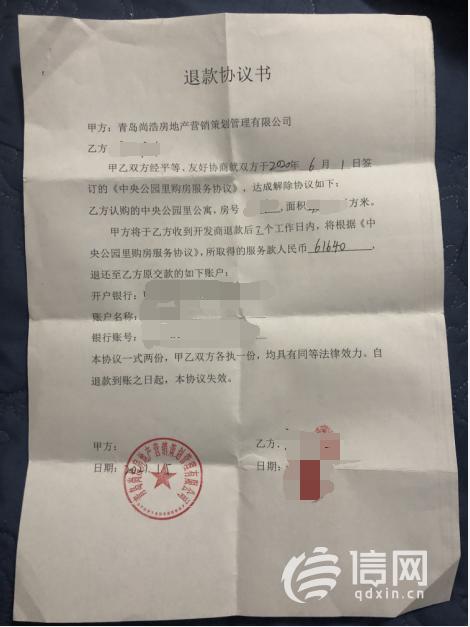 退款协议书
甲方：青岛尚浩房地产营销策划管理有限公司
乙方
甲乙双方经平等，友好协商就双方于2020年6月1日签
订的《中央公园里购房服务协议》，达成解除协议如下：
乙方认购的中央公园里公寓，房号 ,面积 方米。
甲方将于乙方收到开发商退款后 个工作日内，将根据《中
央公园里购房服务协议》，所取得的服务款人民币 61640 ,
退还至乙方原交款的如下账户：
开户银行：
账户名称：
银行账号：
本协议一式两份，甲乙双方各执一份，均具有同等法律效力。自
退款到账之日起，本协议失效。
甲方：
乙方：
日期：2021.1.
日期：
信网
qdxin.cn